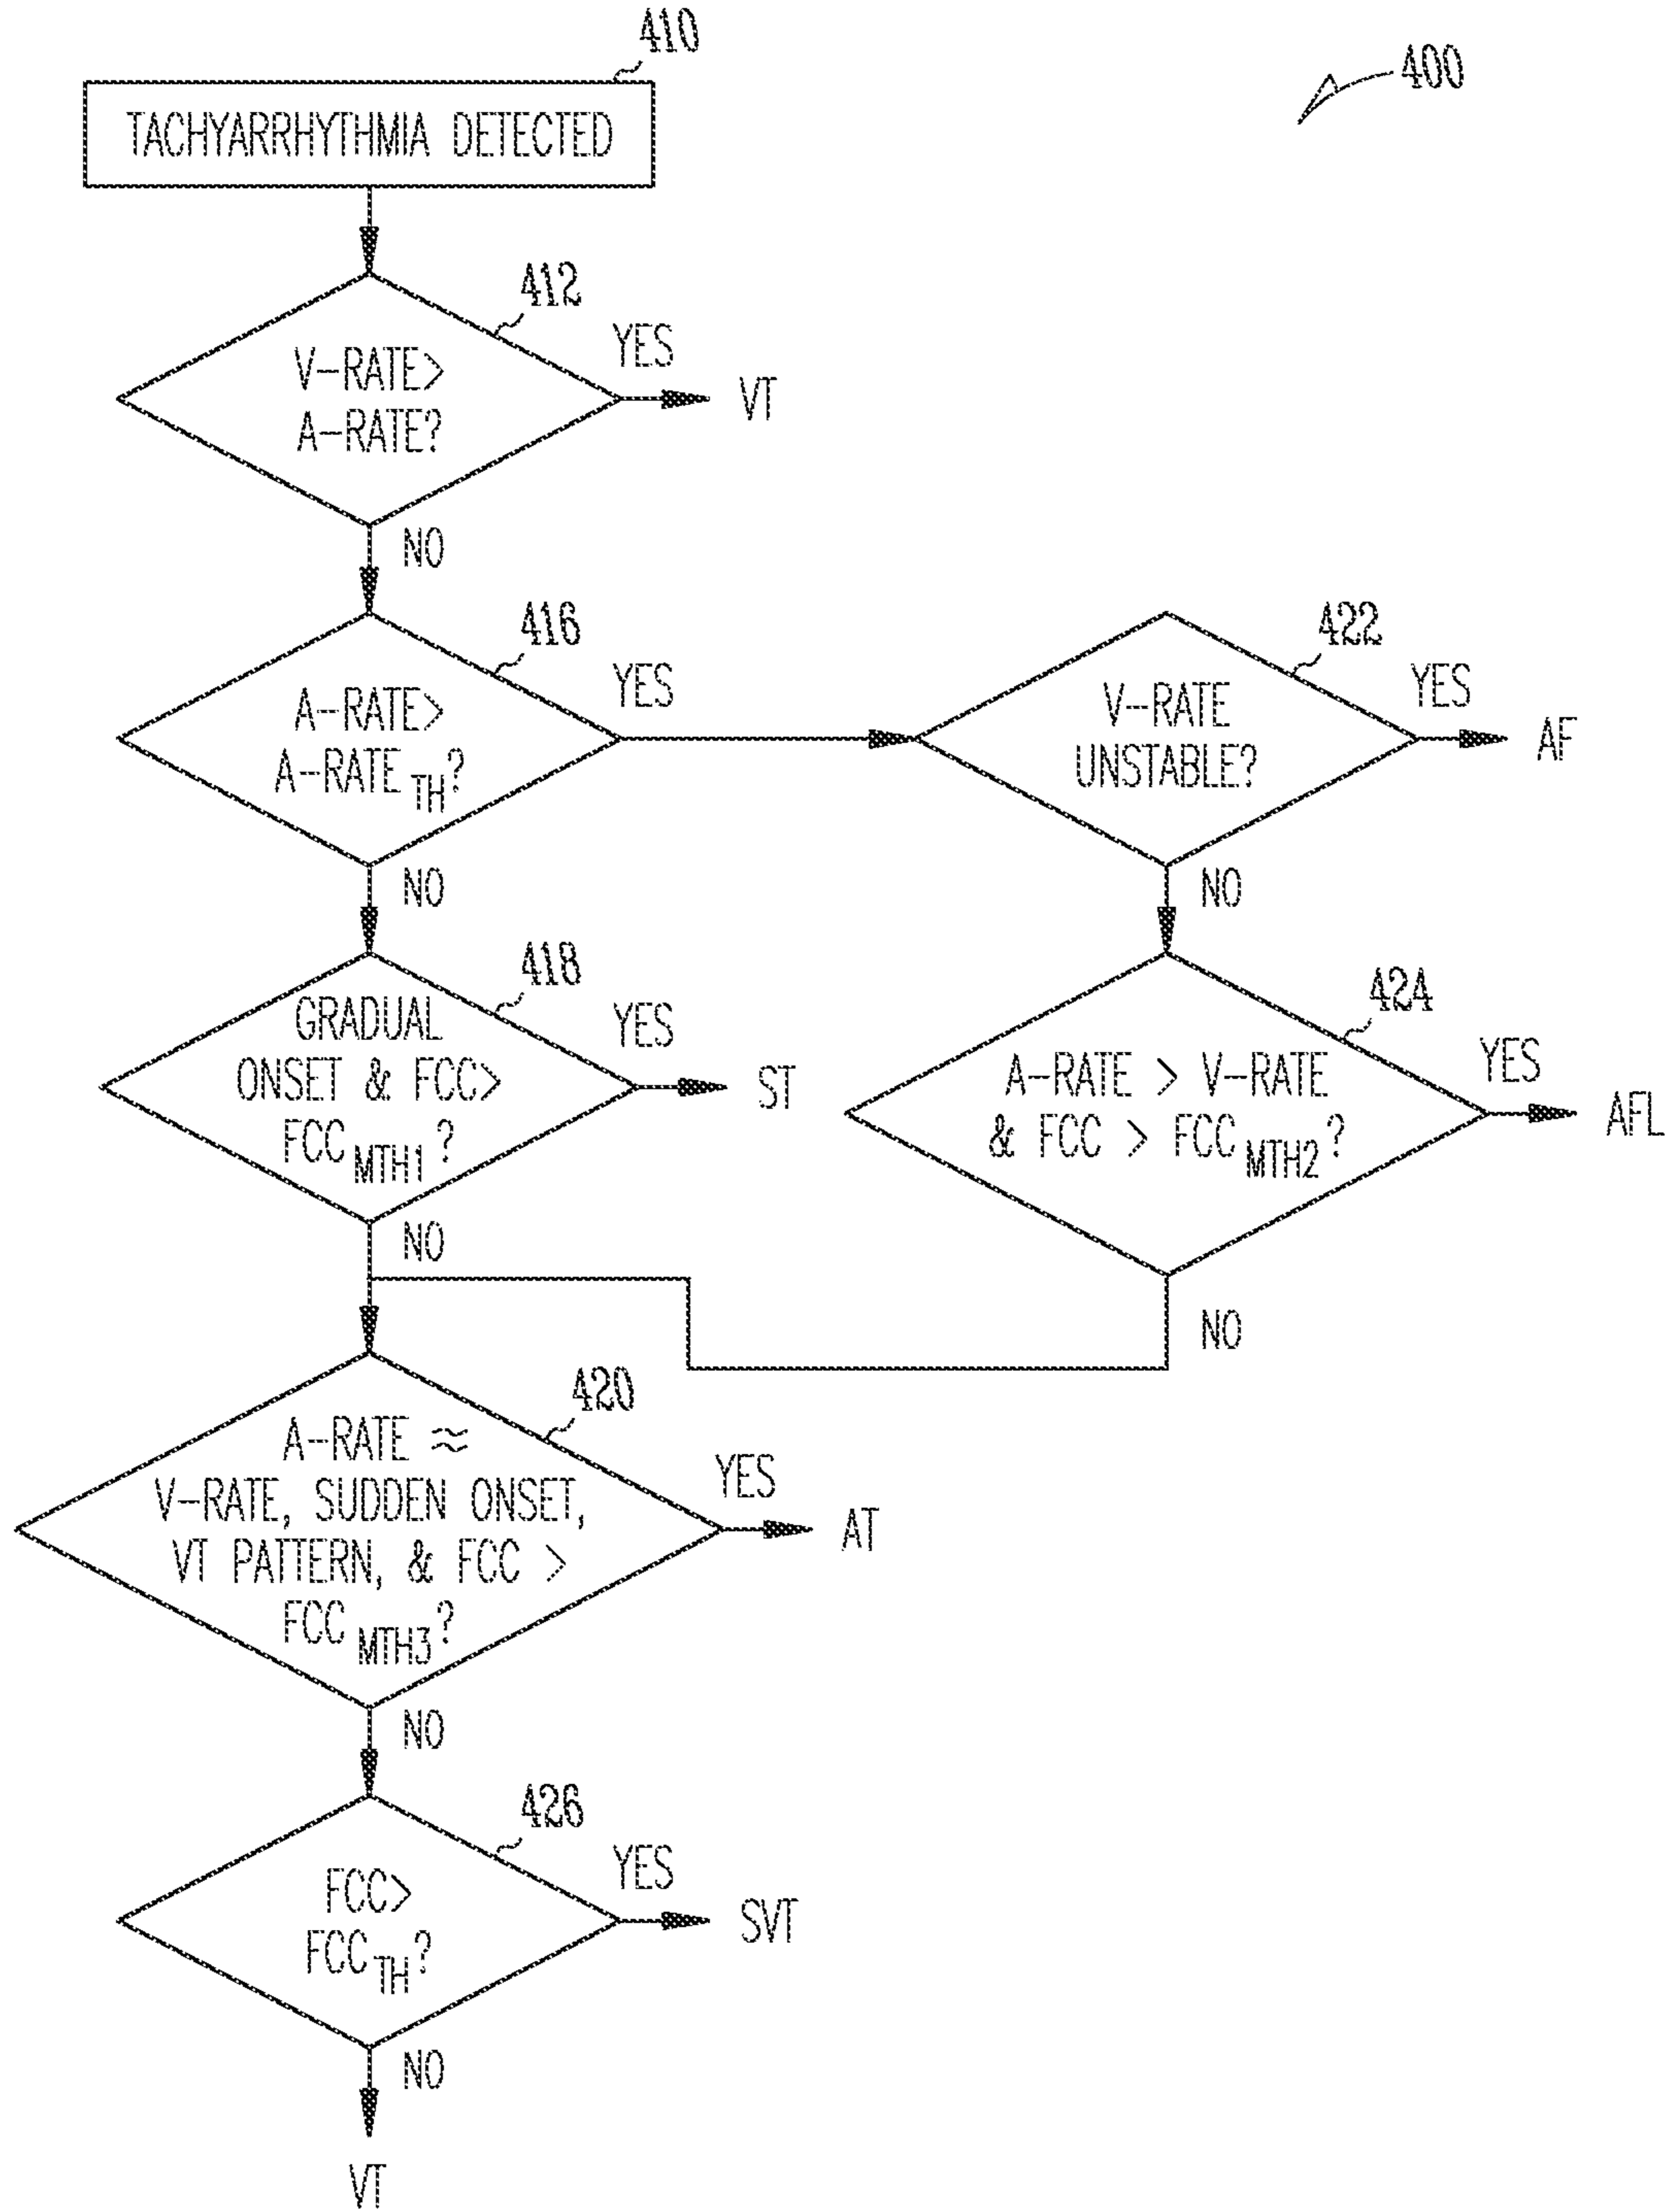 410
400
TACHYARRHYTHMIA DETECTED
412
YES
V-RATE>
A-RATE?
VT
NO
416
YES
A-RATE>
A-RATE TH?
422
YES
V-RATE
UNSTABLE?
AF
NO
NO
418
YES
GRADUAL
ONSET & FCC>
FCC MTH1 ?
ST
424
YES
A-RATE > V-RATE
& FCC > FCC MTH2 ?
AFL
NO
NO
420
YES
A-RATE ≈
V-RATE, SUDDEN ONSET,
VT PATTERN, & FCC >
FCC MTH3?
AT
NO
426
YES
FCC>
FCC TH?
SVT
NO
VT